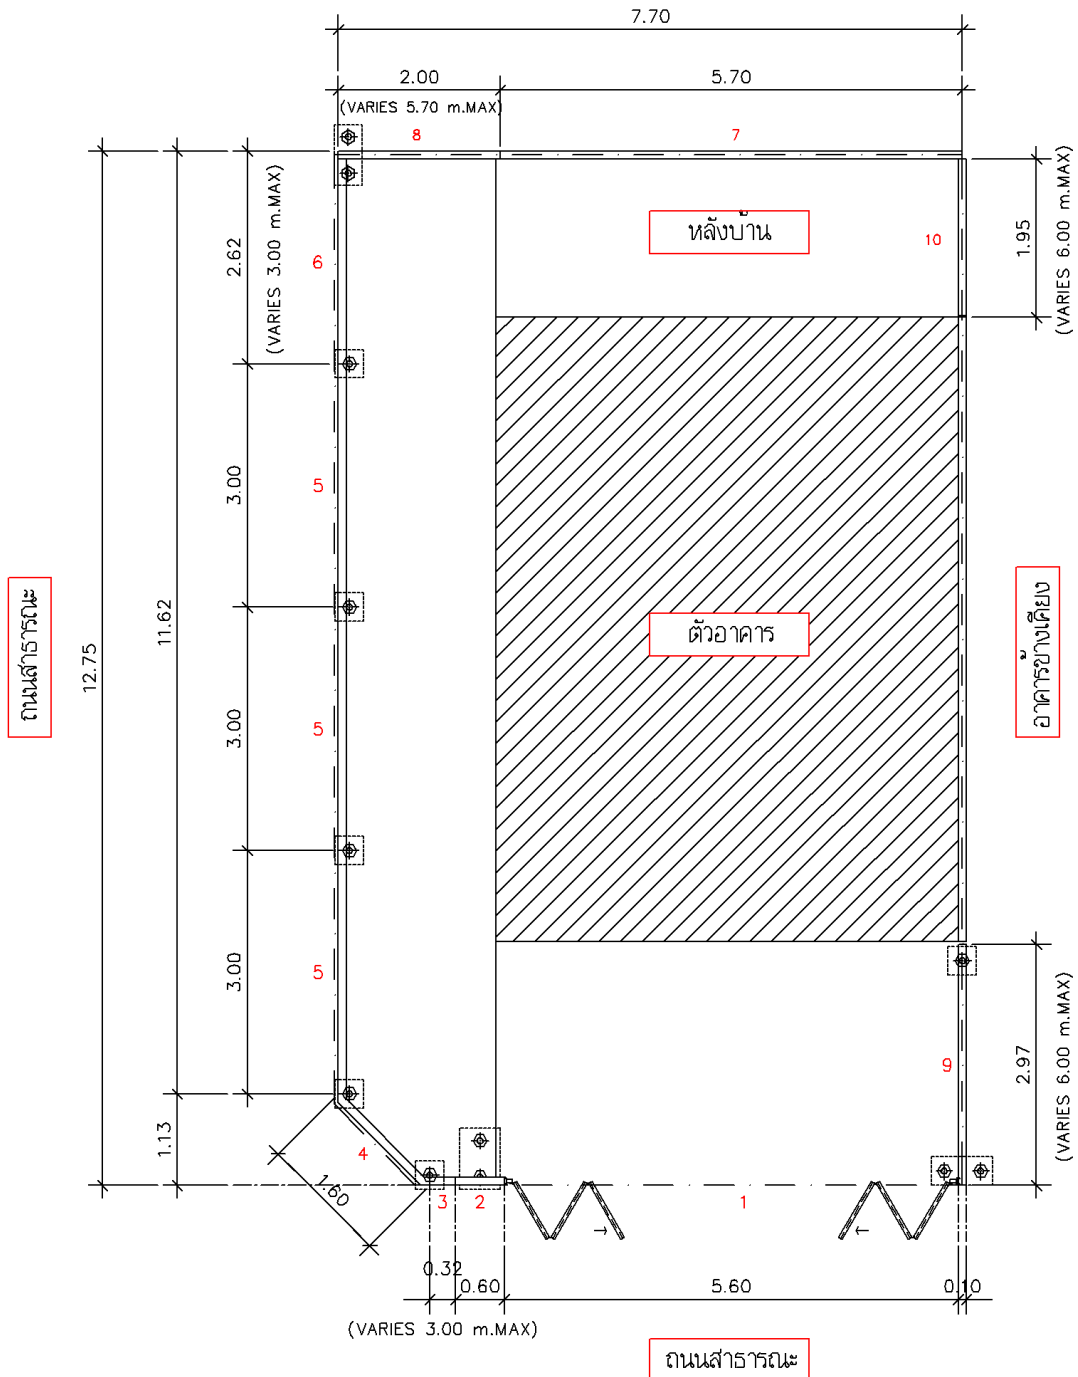 7.70
2.00
5.70
(VARIES 5.70 m.MAX)
8
7
หลังบ้าน
10
1.95
(VARIES 6.00 m.MAX)
2.62
(VARIES 3.00 m.MAX)
6
3.00
5
ถนนสาธารณะ
12.75
11.62
3.00
5
ตัวอาคาร
อาคารข้างเคียง
3.00
5
9
2.97
(VARIES 6.00 m.MAX)
1.13
4
1.60
3
2
1
0.32
0.60
5.60
0.10
(VARIES 3.00 m.MAX)
ถนนสาธารณะ